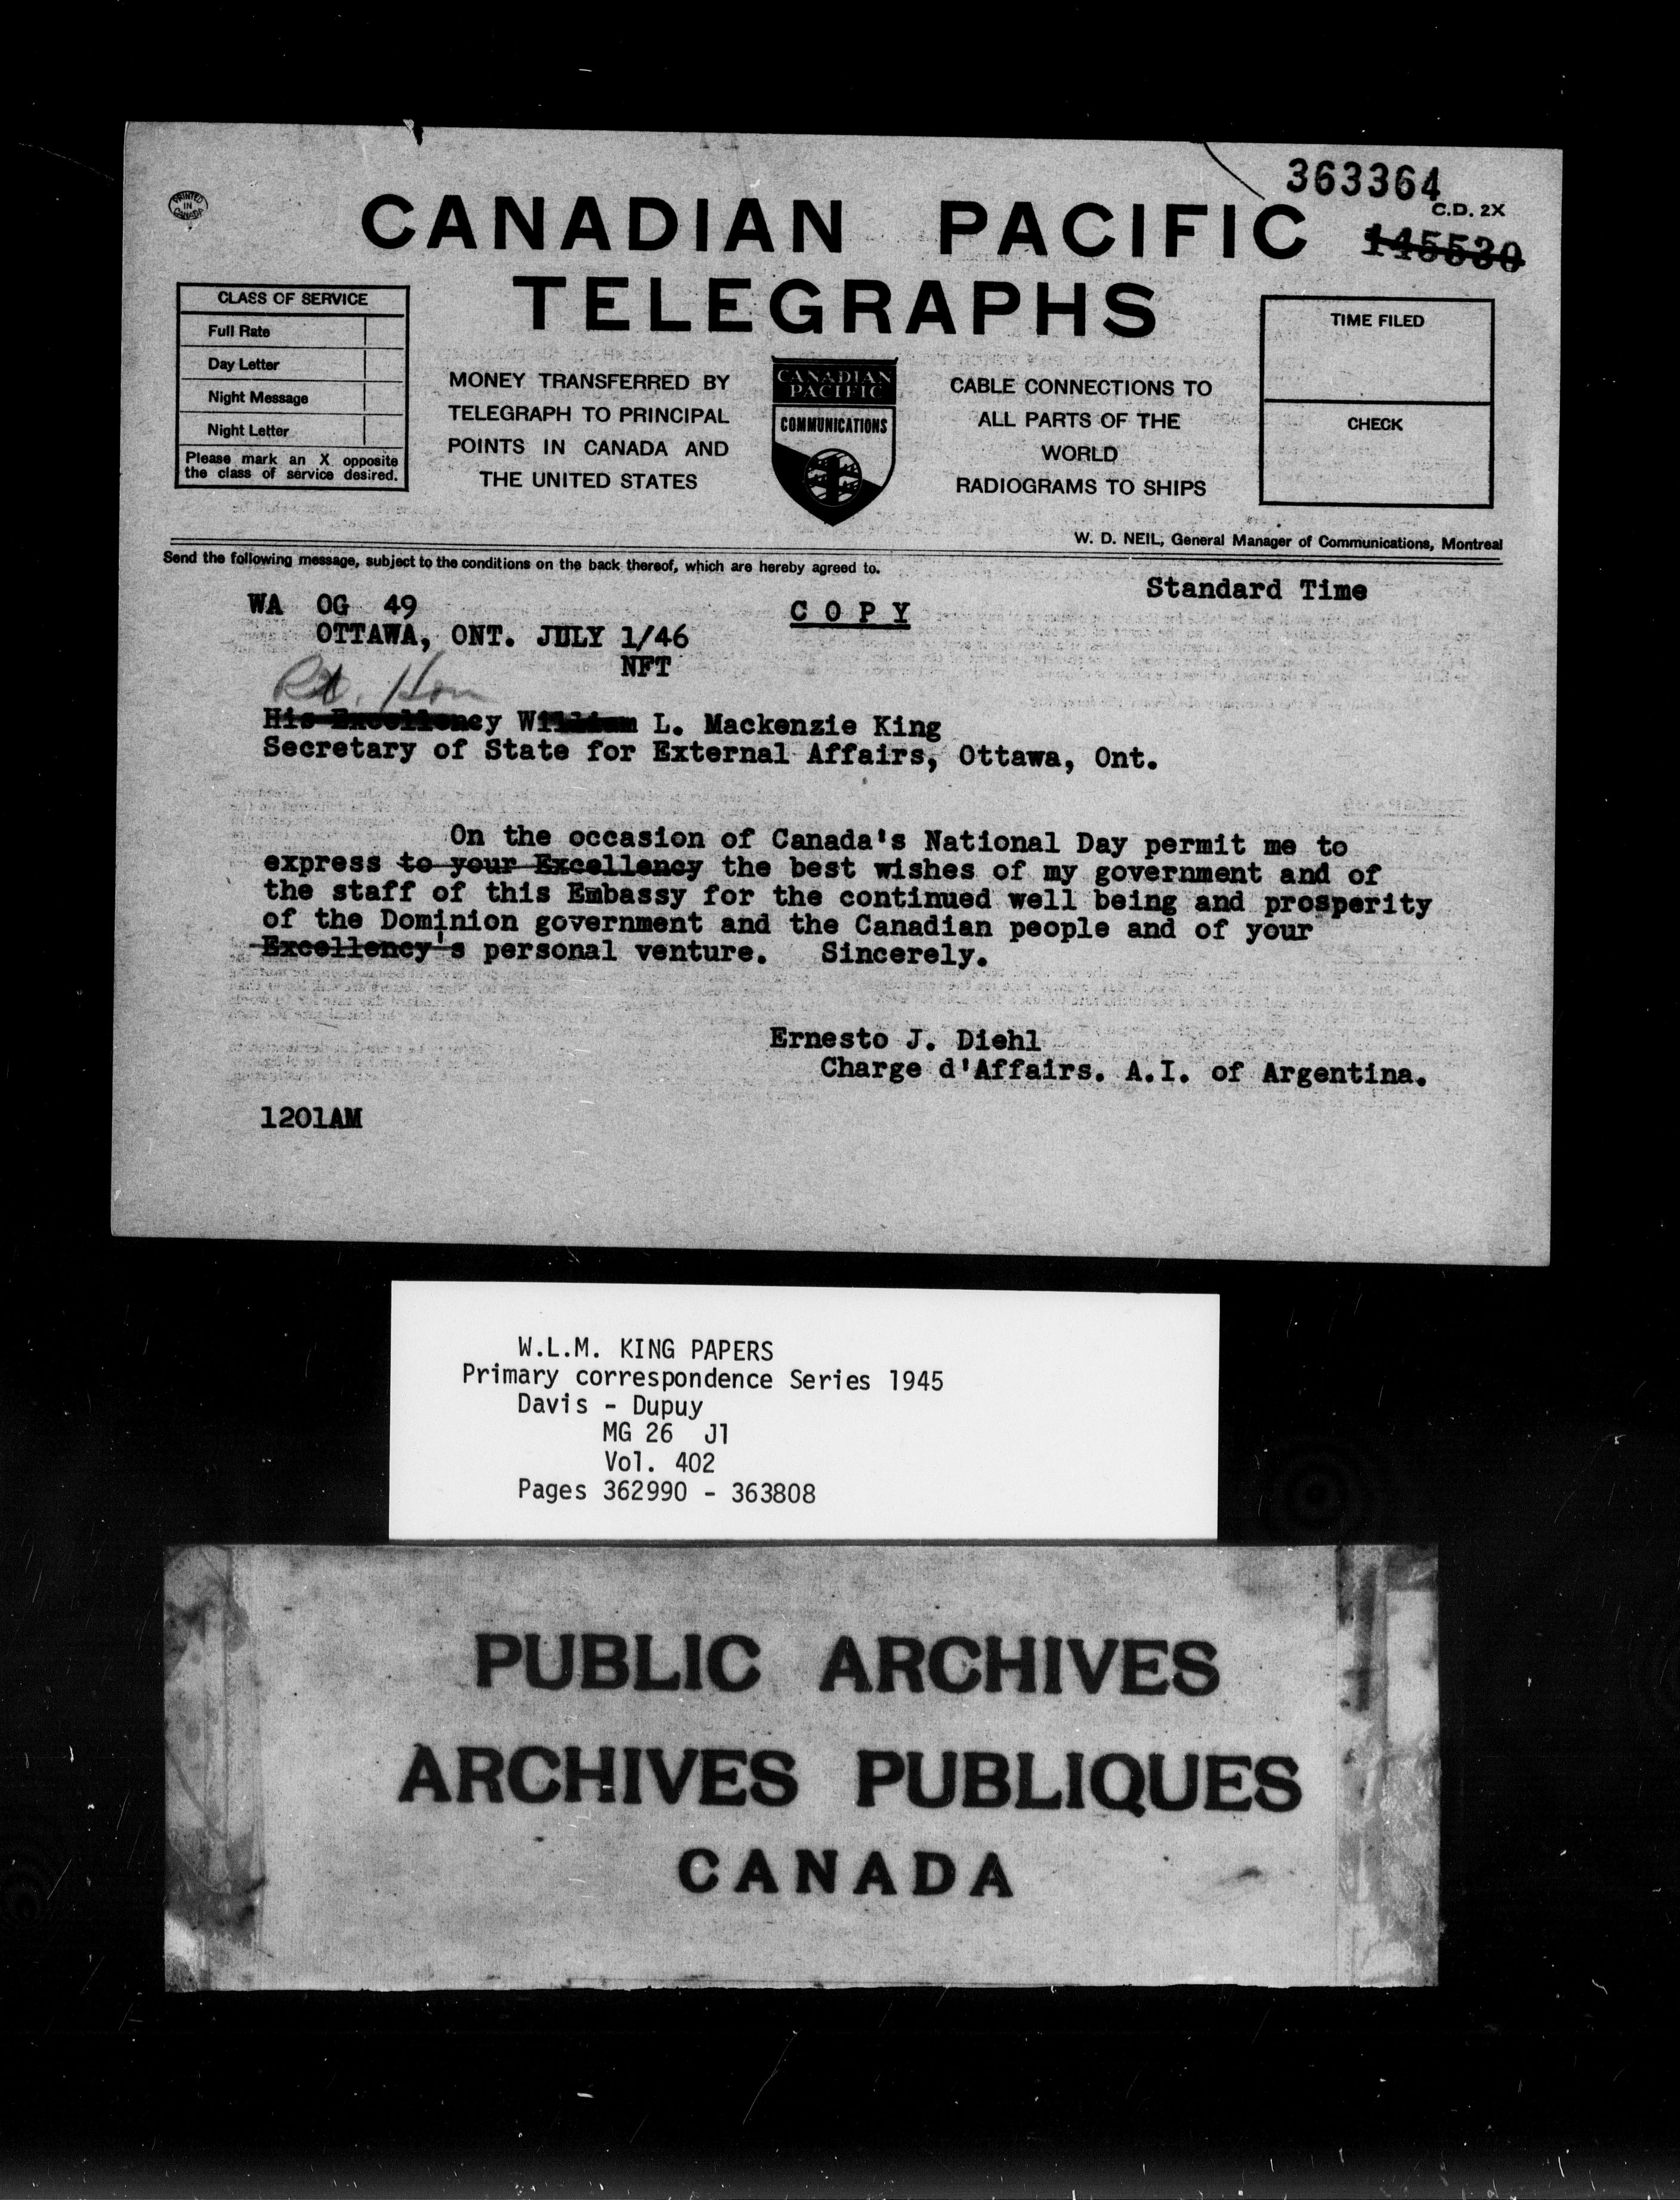 363364
C.D. 2X
PRINTED IN CANADA
CANADIAN PACIFIC
145530
TELEGRAPHS
CLASS OF SERVICE
Full Rate
Day Letter
Night Message
Night Letter
Please mark an X opposite
the class of service desired.
MONEY TRANSFERRED BY
TELEGRAPH TO PRINCIPAL
POINTS IN CANADA AND
THE UNITED STATES
CANADIAN
PACIFIC
COMMUNICATIONS
CABLE CONNECTIONS TO
ALL PARTS OF THE
WORLD
RADIOGRAMS TO SHIPS
TIME FILED
CHECK
W. D. NEIL, General Manager of Communications, Montreal
Send the following message, subject to the conditions on the back thereof, which are hereby agreed to.
Standard Time
WA OG 49
COPY
OTTAWA, ONT. JULY 1/46
NFT
Rt. Hon
His Excellency William L. Mackenzie King
Secretary of State for External Affairs, Ottawa, Ont.
On the occasion of Canada's National Day permit me to
express to your Excellency the best wishes of my government and of
the staff of this Embassy for the continued well being and prosperity
of the Dominion government and the Canadian people and of your
Excellency's personal venture. Sincerely.
Ernesto J. Diehl
Charge d'Affairs. A.I. of Argentina.
1201AM
W.L.M. KING PAPERS
Primary correspondence Series 1945
Davis - Dupuy
MG 26 J1
Vol. 402
Pages 362990 - 363808
PUBLIC ARCHIVES
ARCHIVES PUBLIQUES
CANADA